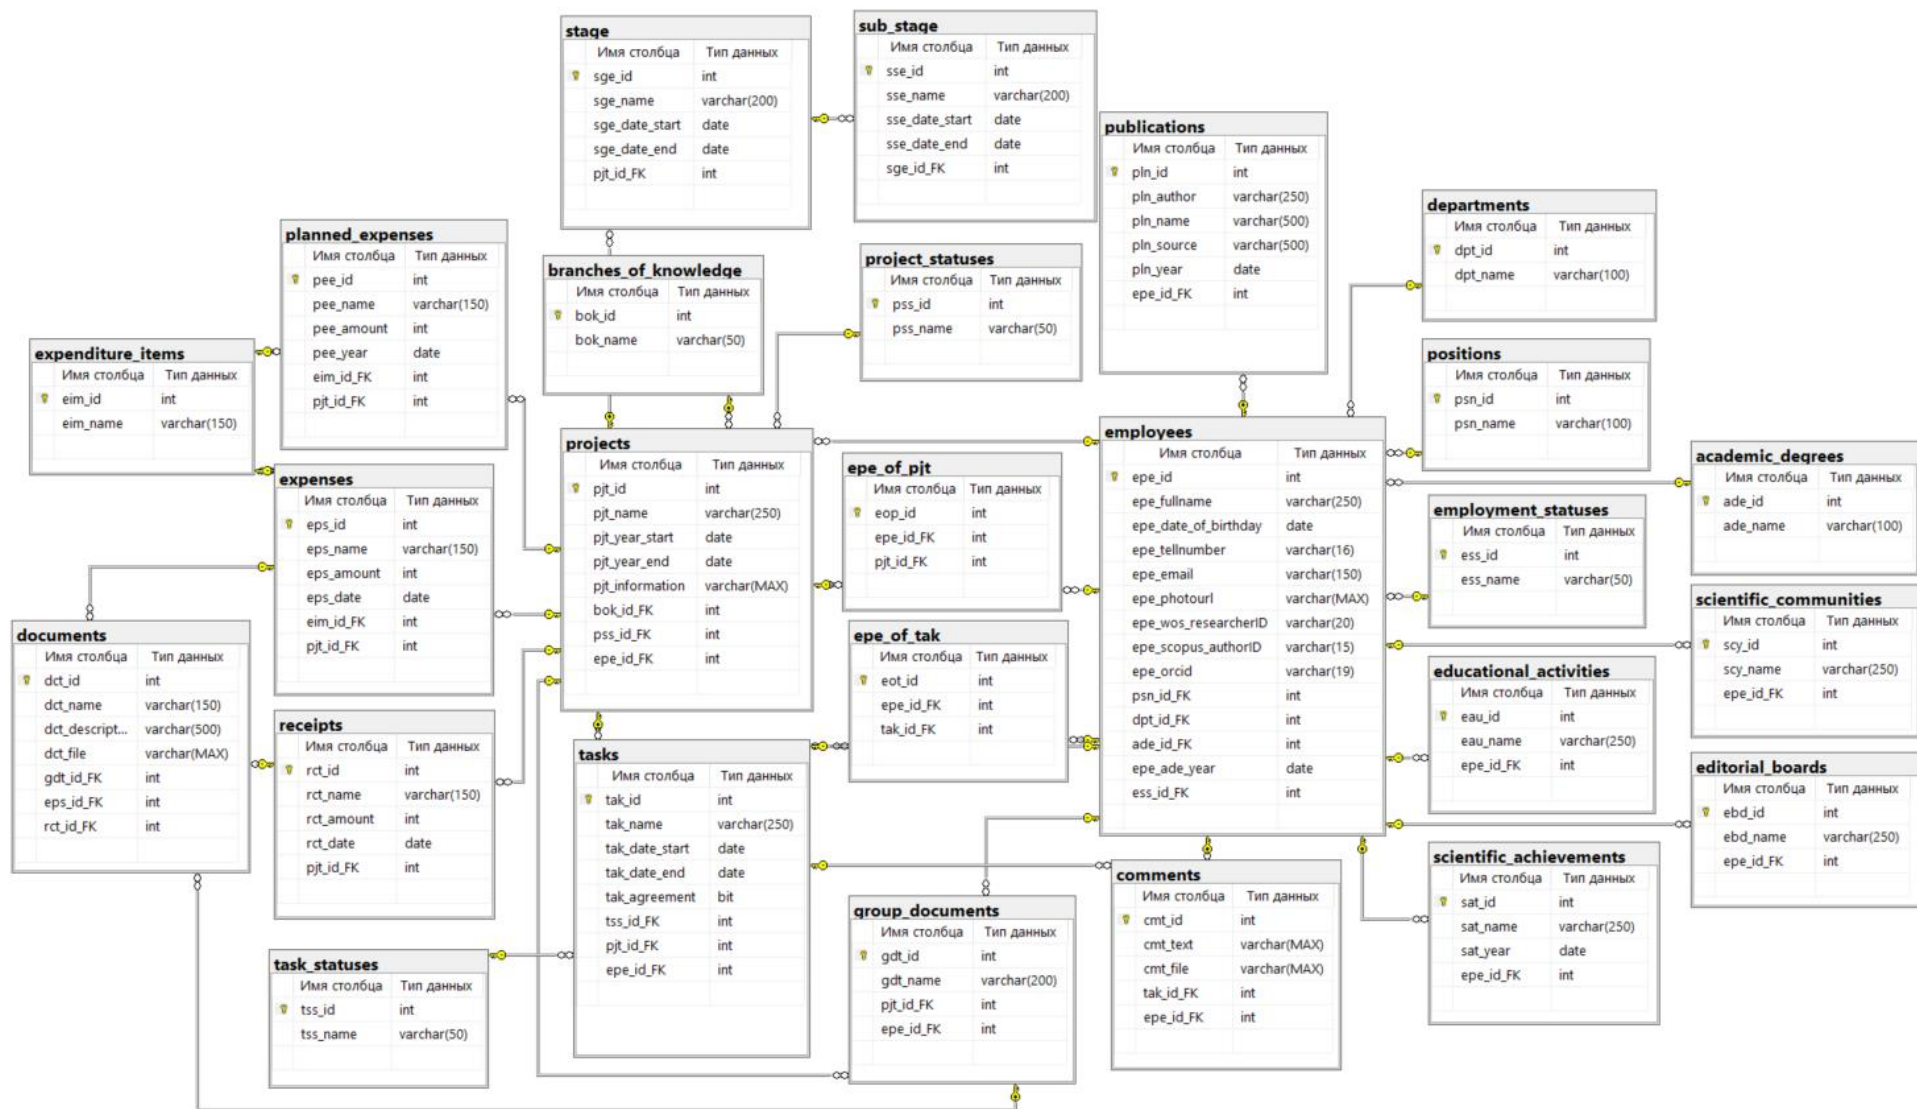 stage
Имя столбца Тип данных
sge_id int
sge_name varchar(200)
sge_date_start date
sge_date_end date
pjt_id_FK int
sub_stage
Имя столбца Тип данных
sse_id int
sse_name varchar(200)
sse_date_start date
sse_date_end date
sge_id_FK int
publications
Имя столбца Тип данных
pln_id int
pln_author varchar(250)
pln_name varchar(500)
pln_source varchar(500)
pln_year date
epe_id_FK int
departments
Имя столбца Тип данных
dpt_id int
dpt_name varchar(100)
planned_expenses
Имя столбца Тип данных
pee_id int
pee_name varchar(150)
pee_amount int
pee_year date
eim_id_FK int
pjt_id_FK int
branches_of_knowledge
Имя столбца Тип данных
bok_id int
bok_name varchar(50)
project_statuses
Имя столбца Тип данных
pss_id int
pss_name varchar(50)
expenditure_items
Имя столбца Тип данных
eim_id int
eim_name varchar(150)
positions
Имя столбца Тип данных
psn_id int
psn_name varchar(100)
expenses
Имя столбца Тип данных
eps_id int
eps_name varchar(150)
eps_amount int
eps_date date
eim_id_FK int
pjt_id_FK int
projects
Имя столбца Тип данных
pjt_id int
pjt_name varchar(250)
pjt_year_start date
pjt_year_end date
pjt_information varchar(MAX)
bok_id_FK int
pss_id_FK int
epe_id_FK int
epe_of_pjt
Имя столбца Тип данных
eop_id int
epe_id_FK int
pjt_id_FK int
employees
Имя столбца Тип данных
epe_id int
epe_fullname varchar(250)
epe_date_of_birthday date
epe_tellnumber varchar(16)
epe_email varchar(150)
epe_photourl varchar(MAX)
epe_wos_researcherID varchar(20)
epe_scopus_authorID varchar(15)
epe_orcid varchar(19)
psn_id_FK int
dpt_id_FK int
ade_id_FK int
epe_ade_year date
ess_id_FK int
academic_degrees
Имя столбца Тип данных
ade_id int
ade_name varchar(100)
employment_statuses
Имя столбца Тип данных
ess_id int
ess_name varchar(50)
scientific_communities
Имя столбца Тип данных
scy_id int
scy_name varchar(250)
epe_id_FK int
documents
Имя столбца Тип данных
dct_id int
dct_name varchar(150)
dct_descript... varchar(500)
dct_file varchar(MAX)
gdt_id_FK int
eps_id_FK int
rct_id_FK int
epe_of_tak
Имя столбца Тип данных
eot_id int
epe_id_FK int
tak_id_FK int
educational_activities
Имя столбца Тип данных
eau_id int
eau_name varchar(250)
epe_id_FK int
receipts
Имя столбца Тип данных
rct_id int
rct_name varchar(150)
rct_amount int
rct_date date
pjt_id_FK int
tasks
Имя столбца Тип данных
tak_id int
tak_name varchar(250)
tak_date_start date
tak_date_end date
tak_agreement bit
tss_id_FK int
pjt_id_FK int
epe_id_FK int
editorial_boards
Имя столбца Тип данных
ebd_id int
ebd_name varchar(250)
epe_id_FK int
scientific_achievements
Имя столбца Тип данных
sat_id int
sat_name varchar(250)
sat_year date
epe_id_FK int
comments
Имя столбца Тип данных
cmt_id int
cmt_text varchar(MAX)
cmt_file varchar(MAX)
tak_id_FK int
epe_id_FK int
group_documents
Имя столбца Тип данных
gdt_id int
gdt_name varchar(200)
pjt_id_FK int
epe_id_FK int
task_statuses
Имя столбца Тип данных
tss_id int
tss_name varchar(50)